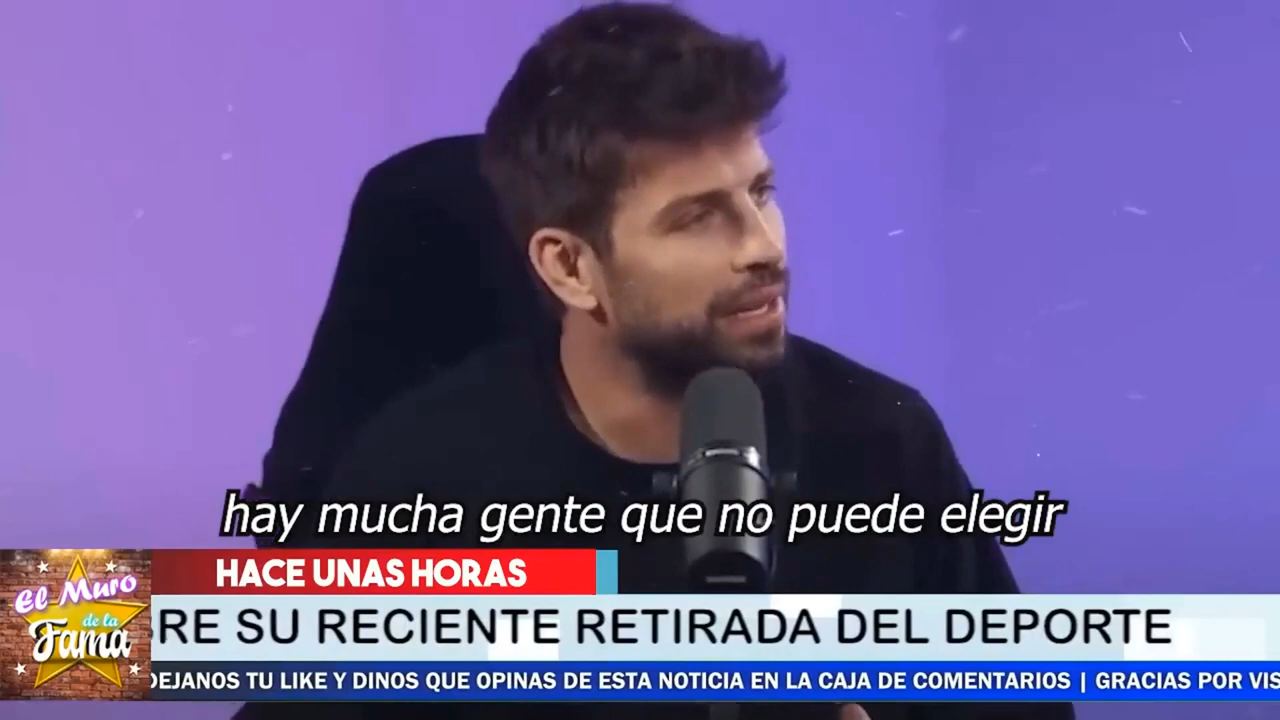 hay mucha gente que no puede elegir
HACE UNAS HORAS
El Muro
de la
Fama
RE SU RECIENTE RETIRADA DEL DEPORTE
DEJANOS TU LIKE Y DINOS QUE OPINAS DE ESTA NOTICIA EN LA CAJA DE COMENTARIOS | GRACIAS POR VIS